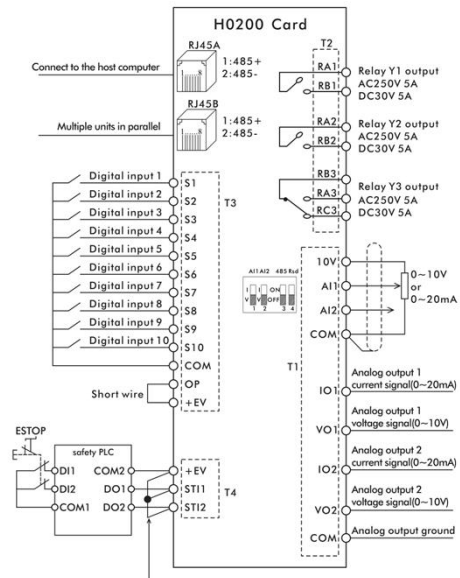 H0200 Card
RJ45A
1:485+
2:485-
Connect to the host computer
RJ45B
1:485+
2:485-
Multiple units in parallel
T2
RA1
RB1
Relay Y1 output
AC250V 5A
DC30V 5A
RA2
RB2
Relay Y2 output
AC250V 5A
DC30V 5A
RB3
RA3
RC3
Relay Y3 output
AC250V 5A
DC30V 5A
Digital input 1 S1
Digital input 2 S2
Digital input 3 S3
Digital input 4 S4
Digital input 5 S5
Digital input 6 S6
Digital input 7 S7
Digital input 8 S8
Digital input 9 S9
Digital input 10 S10
COM
T3
Short wire
OP
+EV
AI1 AI2 485 Rsd
I ON
V V OFF
1 2 3 4
10V
AI1
AI2
COM
0~10V
or
0~20mA
T1
IO1
Analog output 1
current signal(0~20mA)
VO1
Analog output 1
voltage signal(0~10V)
IO2
Analog output 2
current signal(0~20mA)
VO2
Analog output 2
voltage signal(0~10V)
COM
Analog output ground
ESTOP
safety PLC
DI1 COM2
DI2 DO1
COM1 DO2
+EV
STI1
STI2
T4